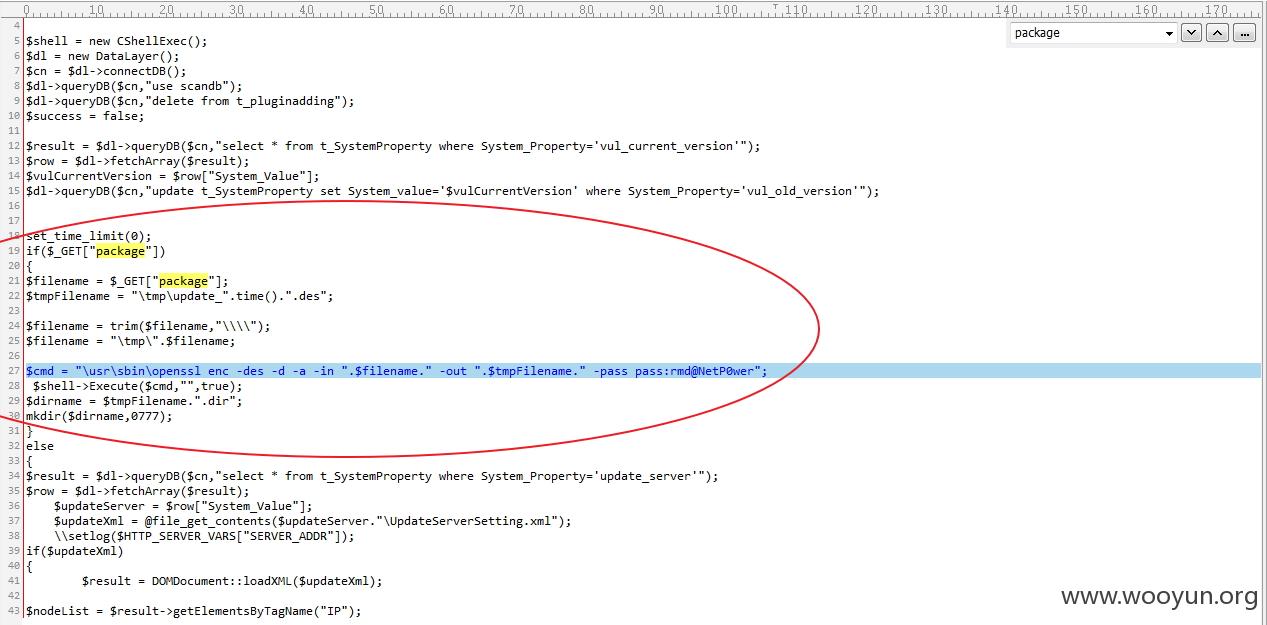 0 10 20 30 40 50 60 70 80 90 100 110 120 130 140 150 160 170
package
4
5 $shell = new CShellExec();
6 $dl = new DataLayer();
7 $cn = $dl->connectDB();
8 $dl->queryDB($cn,"use scandb");
9 $dl->queryDB($cn,"delete from t_pluginadding");
10 $success = false;
11
12 $result = $dl->queryDB($cn,"select * from t_SystemProperty where System_Property='vul_current_version'");
13 $row = $dl->fetchArray($result);
14 $vulCurrentVersion = $row["System_Value"];
15 $dl->queryDB($cn,"update t_SystemProperty set System_value='$vulCurrentVersion' where System_Property='vul_old_version'");
16
17
18 set_time_limit(0);
19 if($_GET["package"])
20 {
21 $filename = $_GET["package"];
22 $tmpFilename = "\tmp\update_".time().".des";
23
24 $filename = trim($filename,"\\\\");
25 $filename = "\tmp\".$filename;
26
27 $cmd = "\usr\sbin\openssl enc -des -d -a -in ".$filename." -out ".$tmpFilename." -pass pass:rmd@NetP0wer";
28 $shell->Execute($cmd,"",true);
29 $dirname = $tmpFilename.".dir";
30 mkdir($dirname,0777);
31 }
32 else
33 {
34 $result = $dl->queryDB($cn,"select * from t_SystemProperty where System_Property='update_server'");
35 $row = $dl->fetchArray($result);
36 $updateServer = $row["System_Value"];
37 $updateXml = @file_get_contents($updateServer."\UpdateServerSetting.xml");
38 \\setlog($HTTP_SERVER_VARS["SERVER_ADDR"]);
39 if($updateXml)
40 {
41 $result = DOMDocument::loadXML($updateXml);
42
43 $nodeList = $result->getElementsByTagName("IP");
www.wooyun.org